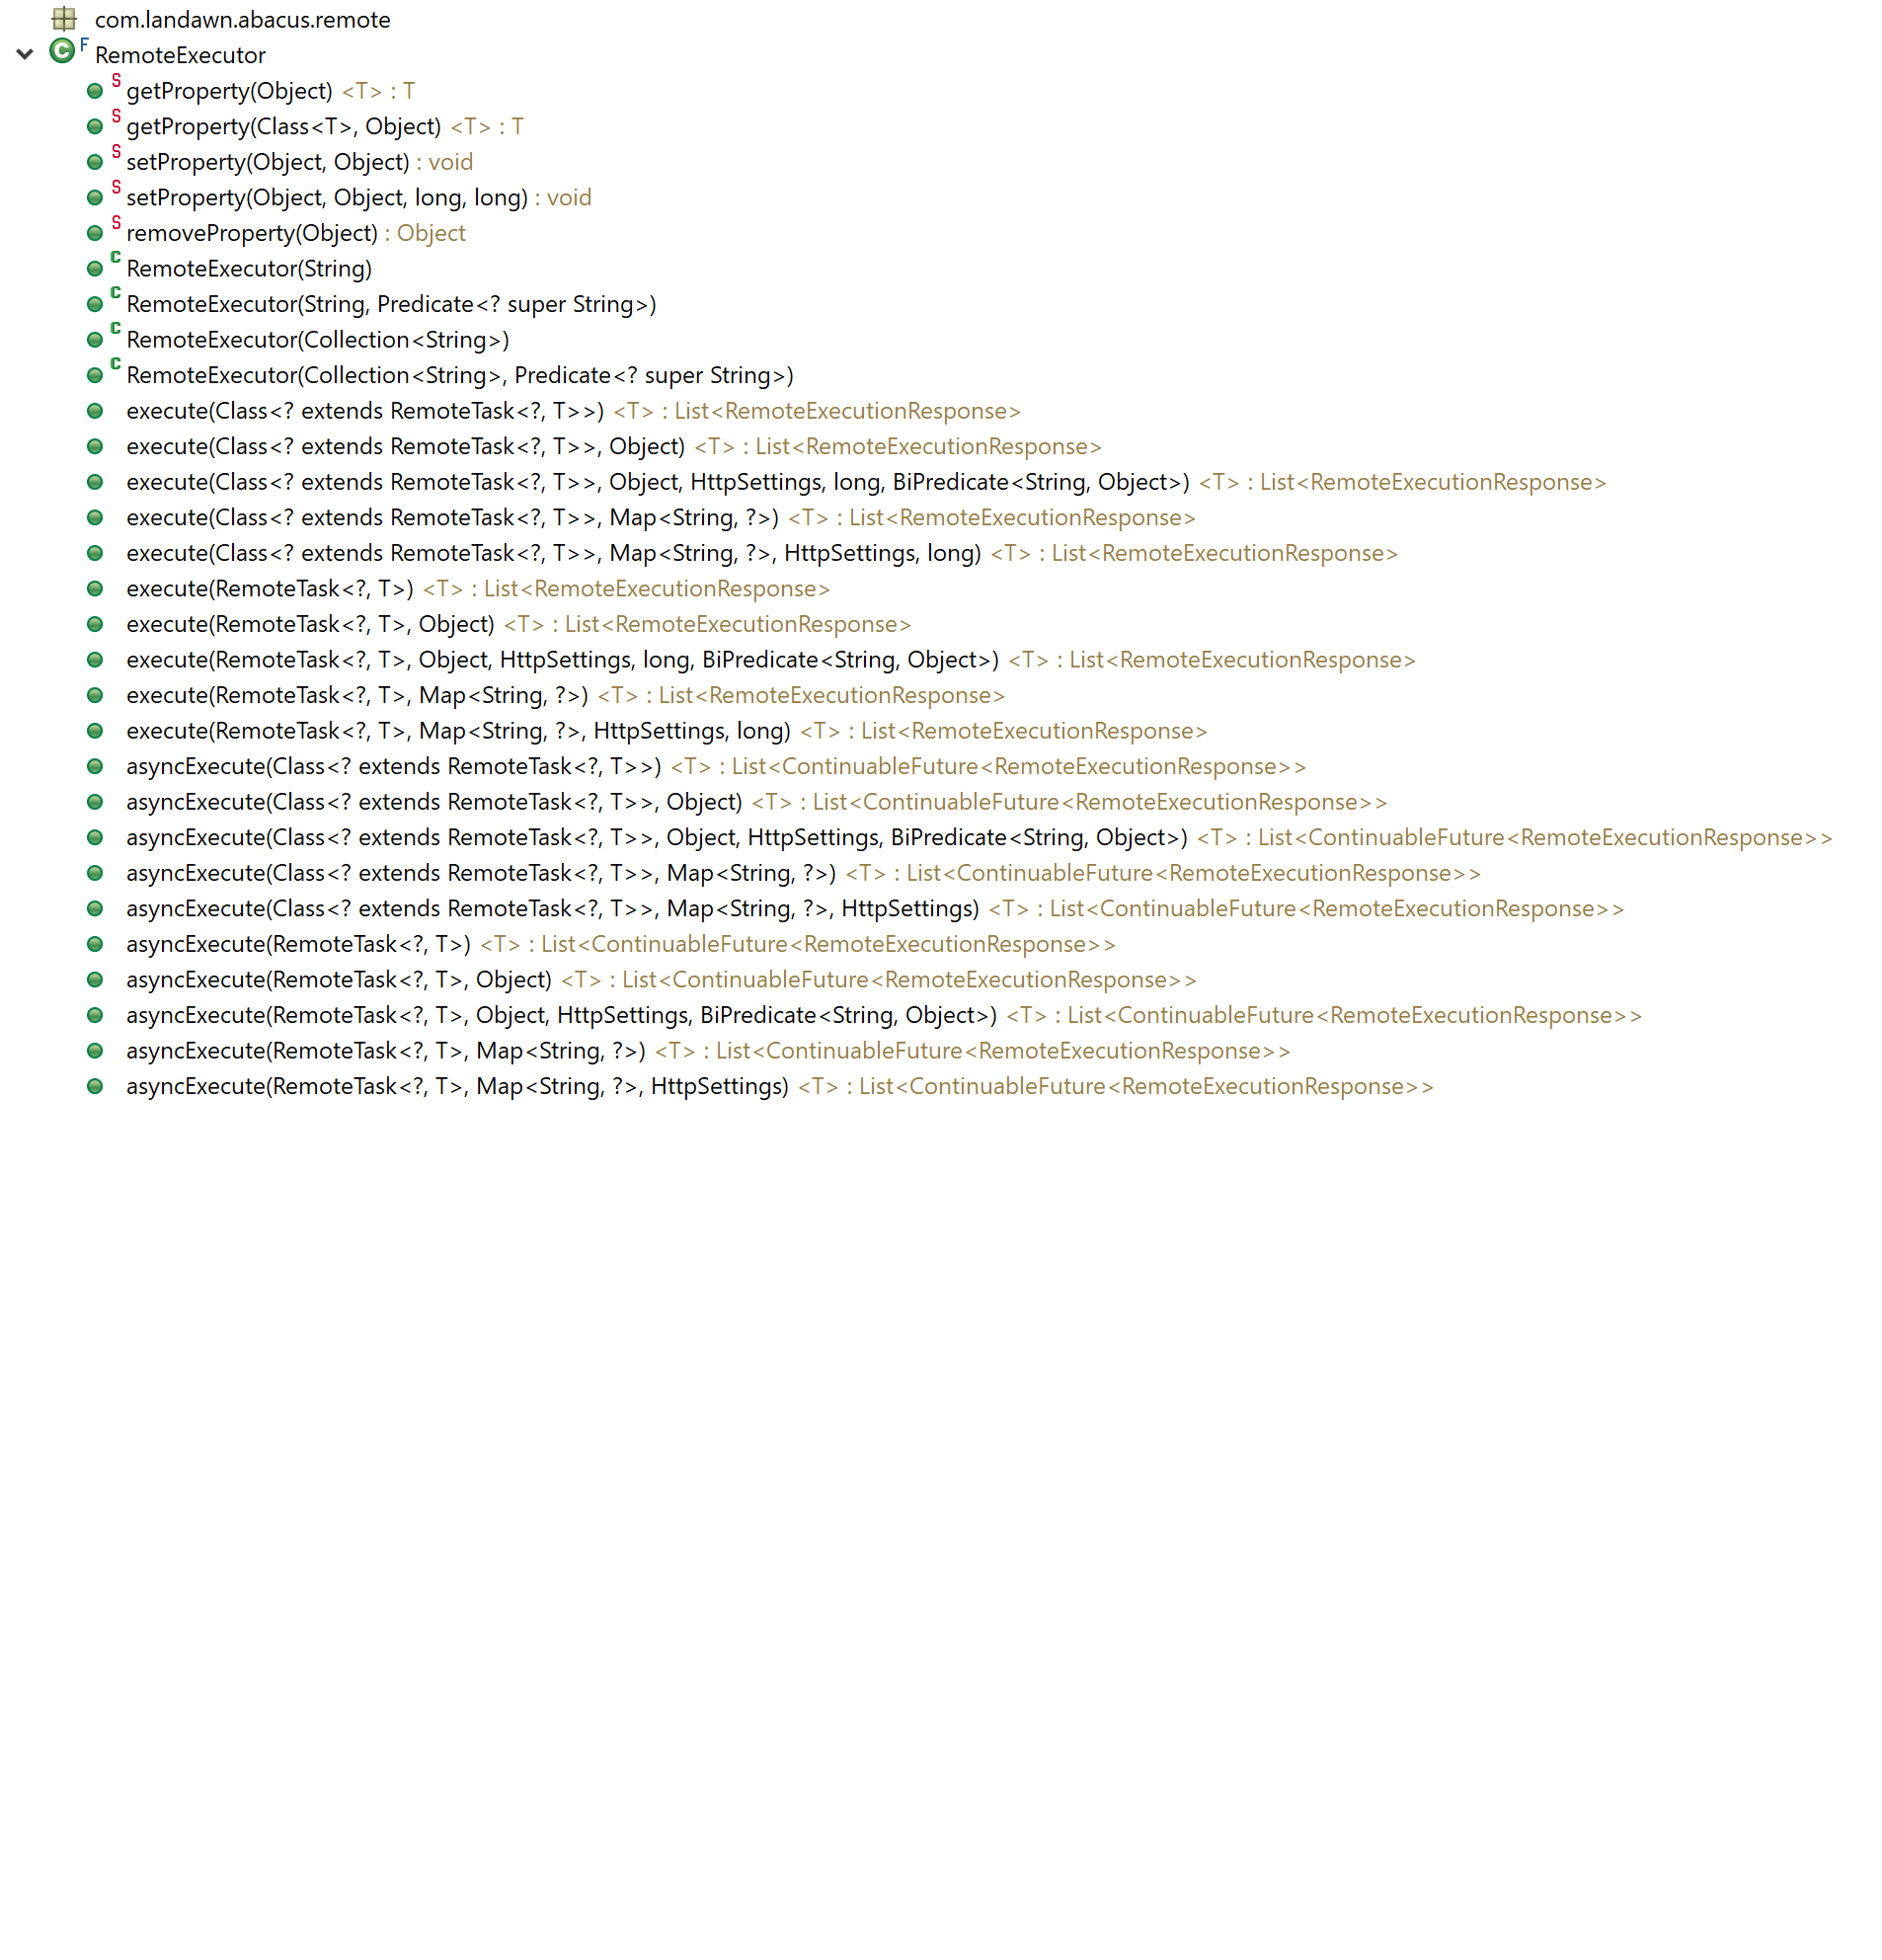 com.landawn.abacus.remote
C F RemoteExecutor
S getProperty(Object) <T> : T
S getProperty(Class<T>, Object) <T> : T
S setProperty(Object, Object) : void
S setProperty(Object, Object, long, long) : void
S removeProperty(Object) : Object
C RemoteExecutor(String)
C RemoteExecutor(String, Predicate<? super String>)
C RemoteExecutor(Collection<String>)
C RemoteExecutor(Collection<String>, Predicate<? super String>)
execute(Class<? extends RemoteTask<?, T>>) <T> : List<RemoteExecutionResponse>
execute(Class<? extends RemoteTask<?, T>>, Object) <T> : List<RemoteExecutionResponse>
execute(Class<? extends RemoteTask<?, T>>, Object, HttpSettings, long, BiPredicate<String, Object>) <T> : List<RemoteExecutionResponse>
execute(Class<? extends RemoteTask<?, T>>, Map<String, ?>) <T> : List<RemoteExecutionResponse>
execute(Class<? extends RemoteTask<?, T>>, Map<String, ?>, HttpSettings, long) <T> : List<RemoteExecutionResponse>
execute(RemoteTask<?, T>) <T> : List<RemoteExecutionResponse>
execute(RemoteTask<?, T>, Object) <T> : List<RemoteExecutionResponse>
execute(RemoteTask<?, T>, Object, HttpSettings, long, BiPredicate<String, Object>) <T> : List<RemoteExecutionResponse>
execute(RemoteTask<?, T>, Map<String, ?>) <T> : List<RemoteExecutionResponse>
execute(RemoteTask<?, T>, Map<String, ?>, HttpSettings, long) <T> : List<RemoteExecutionResponse>
asyncExecute(Class<? extends RemoteTask<?, T>>) <T> : List<ContinuableFuture<RemoteExecutionResponse>>
asyncExecute(Class<? extends RemoteTask<?, T>>, Object) <T> : List<ContinuableFuture<RemoteExecutionResponse>>
asyncExecute(Class<? extends RemoteTask<?, T>>, Object, HttpSettings, BiPredicate<String, Object>) <T> : List<ContinuableFuture<RemoteExecutionResponse>>
asyncExecute(Class<? extends RemoteTask<?, T>>, Map<String, ?>) <T> : List<ContinuableFuture<RemoteExecutionResponse>>
asyncExecute(Class<? extends RemoteTask<?, T>>, Map<String, ?>, HttpSettings) <T> : List<ContinuableFuture<RemoteExecutionResponse>>
asyncExecute(RemoteTask<?, T>) <T> : List<ContinuableFuture<RemoteExecutionResponse>>
asyncExecute(RemoteTask<?, T>, Object) <T> : List<ContinuableFuture<RemoteExecutionResponse>>
asyncExecute(RemoteTask<?, T>, Object, HttpSettings, BiPredicate<String, Object>) <T> : List<ContinuableFuture<RemoteExecutionResponse>>
asyncExecute(RemoteTask<?, T>, Map<String, ?>) <T> : List<ContinuableFuture<RemoteExecutionResponse>>
asyncExecute(RemoteTask<?, T>, Map<String, ?>, HttpSettings) <T> : List<ContinuableFuture<RemoteExecutionResponse>>